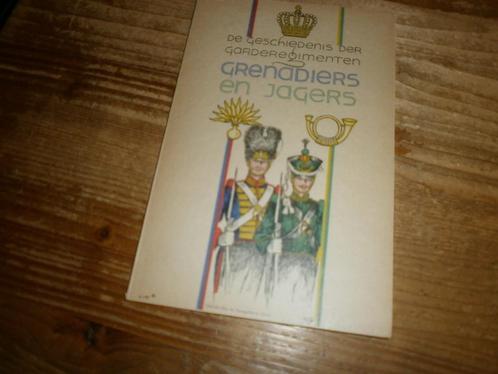 De Geschiedenis der
Garderegimenten
Grenadiers
en Jagers